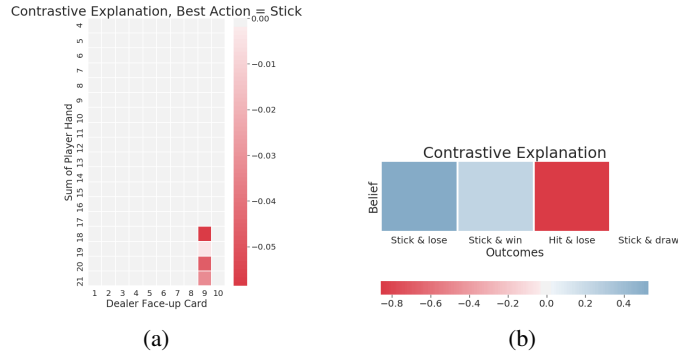 Contrastive Explanation, Best Action = Stick
Sum of Player Hand
4
5
6
7
8
9
10
11
12
13
14
15
16
17
18
19
20
21
1 2 3 4 5 6 7 8 9 10
Dealer Face-up Card
0.00
−0.01
−0.02
−0.03
−0.04
−0.05
(a)
Contrastive Explanation
Belief
Stick & lose Stick & win Hit & lose Stick & draw
Outcomes
−0.8 −0.6 −0.4 −0.2 0.0 0.2 0.4
(b)